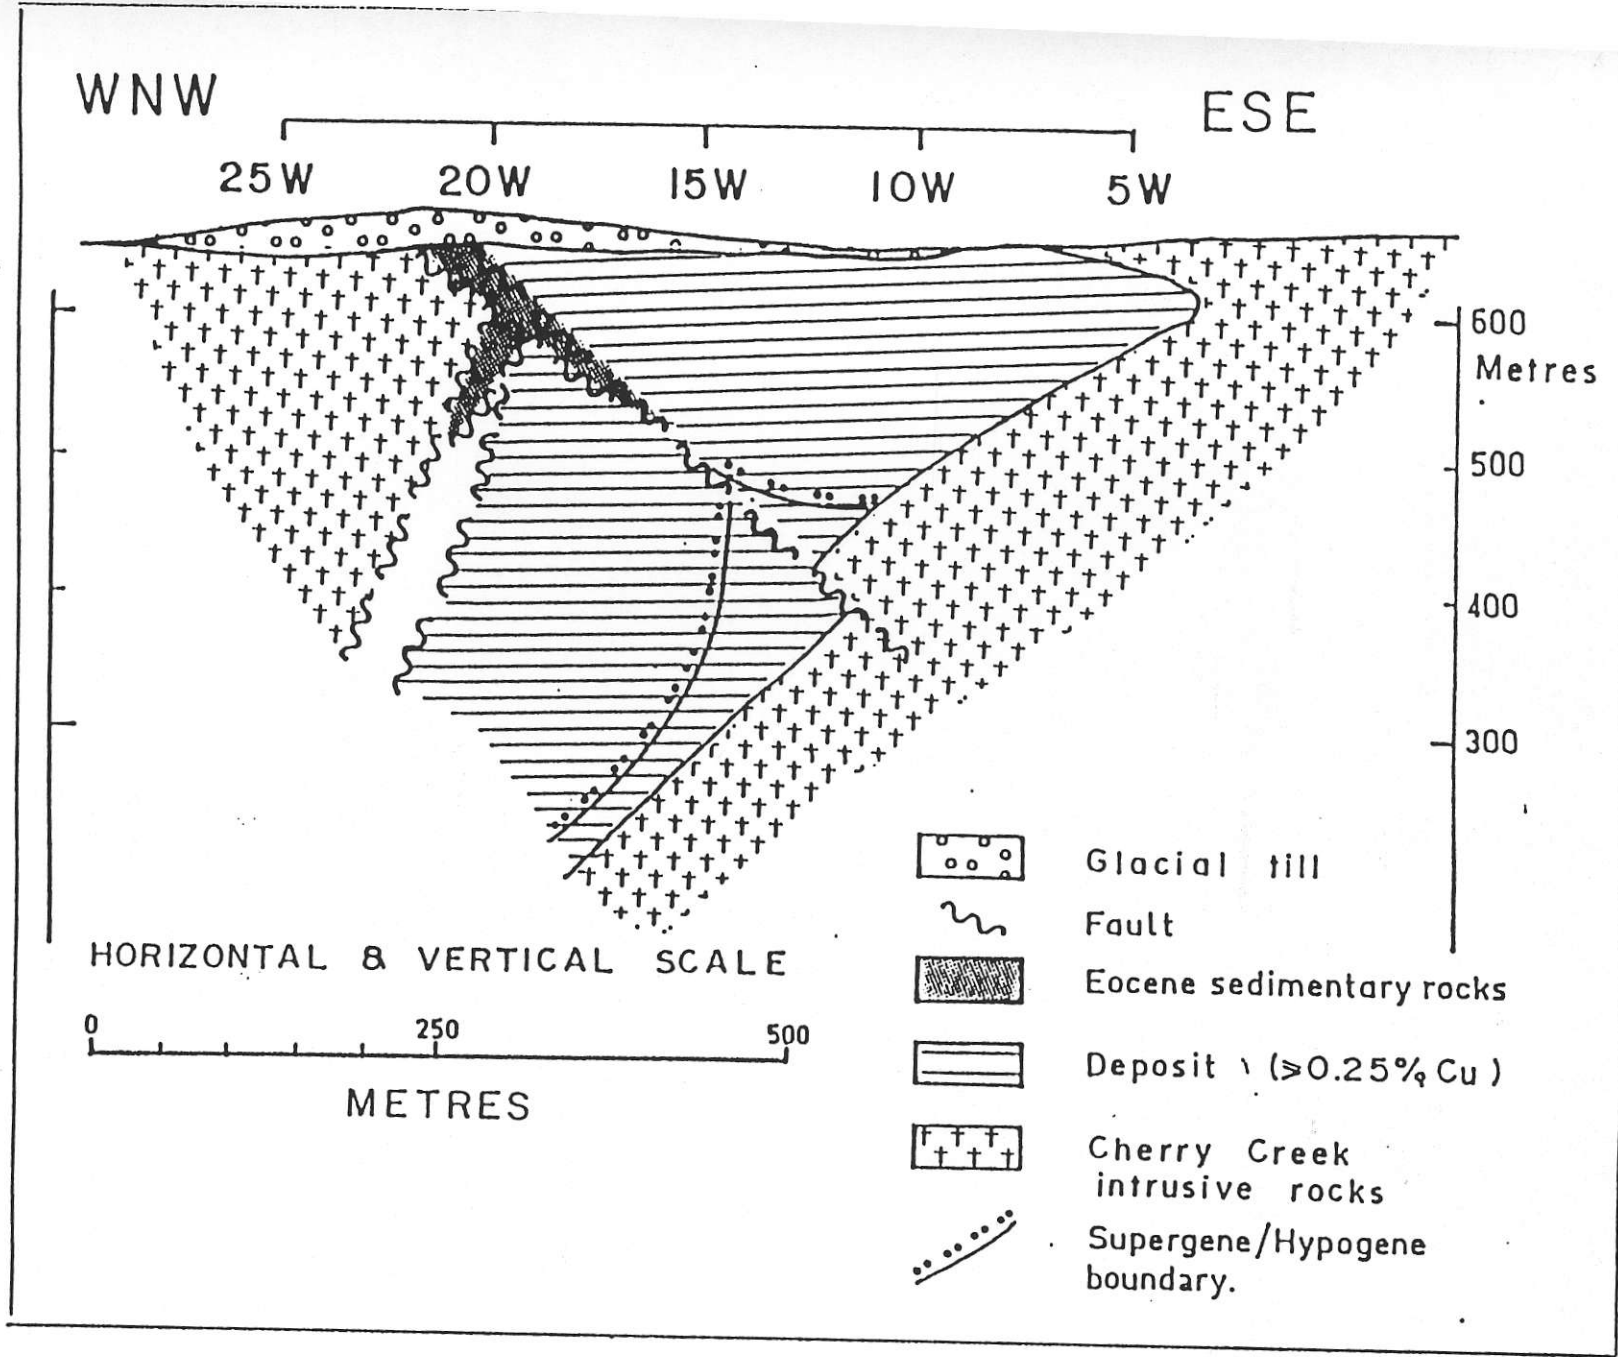 WNW
ESE
25W 20W 15W 10W 5W
600
Metres
500
400
300
HORIZONTAL & VERTICAL SCALE
0 250 500
METRES
Glacial till
Fault
Eocene sedimentary rocks
Deposit (⩾0.25% Cu)
Cherry Creek
intrusive rocks
Supergene/Hypogene
boundary.